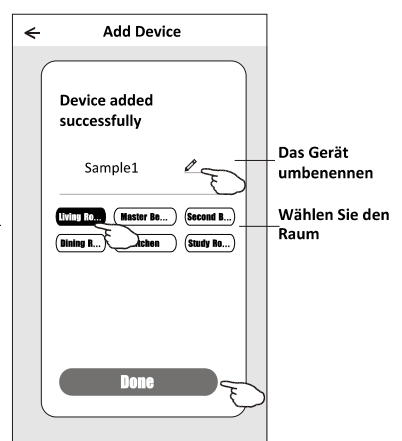 ← Add Device
Device added
successfully
Sample1
Das Gerät
umbenennen
Living Ro... Master Be... Second B...
Wählen Sie den
Raum
Dining R... Study Ro...
Done